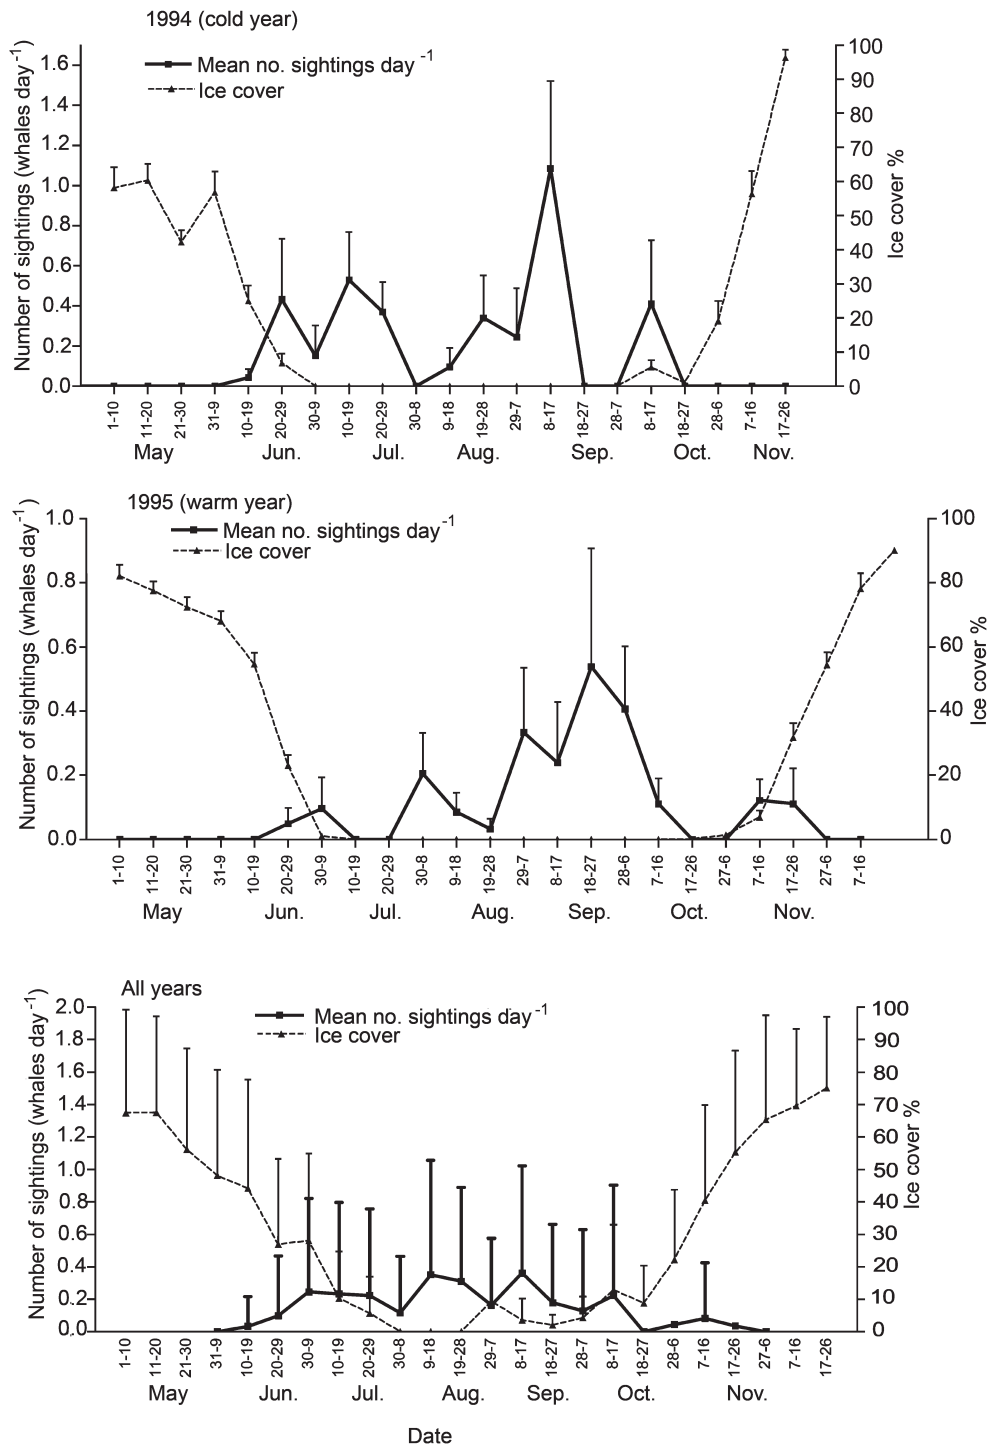 1994 (cold year)
Mean no. sightings day -1
Ice cover
Number of sightings (whales day-1)
1.6
1.4
1.2
1.0
0.8
0.6
0.4
0.2
0.0
100
90
80
70
60
50
40
30
20
10
0
Ice cover %
1-10 11-20 21-30 31-9 10-19 20-29 30-9 10-19 20-29 30-8 9-18 19-28 29-7 8-17 18-27 28-7 8-17 18-27 28-6 7-16 17-26
May Jun. Jul. Aug. Sep. Oct. Nov.
1995 (warm year)
Mean no. sightings day-1
Ice cover
Number of sightings (whales day-1)
1.0
0.8
0.6
0.4
0.2
0.0
100
80
60
40
20
0
Ice cover %
1-10 11-20 21-30 31-9 10-19 20-29 30-9 10-19 20-29 30-8 9-18 19-28 29-7 8-17 18-27 28-6 7-16 17-26 27-6 7-16 17-26 27-6 7-16
May Jun. Jul. Aug. Sep. Oct. Nov.
All years
Mean no. sightings day-1
Ice cover
Number of sightings (whales day-1)
2.0
1.8
1.6
1.4
1.2
1.0
0.8
0.6
0.4
0.2
0.0
100
90
80
70
60
50
40
30
20
10
0
Ice cover %
1-10 11-20 21-30 31-9 10-19 20-29 30-9 10-19 20-29 30-8 9-18 19-28 29-7 8-17 18-27 28-7 8-17 18-27 28-6 7-16 17-26 27-6 7-16 17-26
May Jun. Jul. Aug. Sep. Oct. Nov.
Date